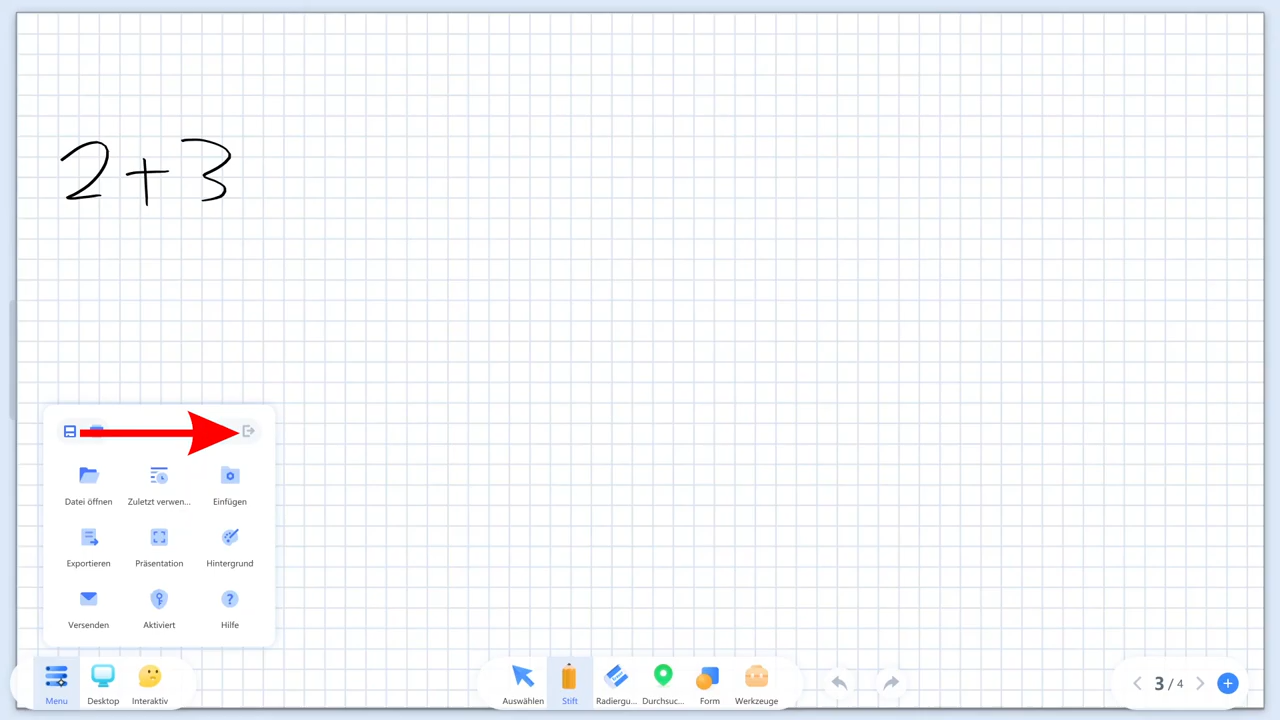 2+3
Datei öffnen
Zuletzt verwen...
Einfügen
Exportieren
Präsentation
Hintergrund
Versenden
Aktiviert
Hilfe
Menu
Desktop
Interaktiv
Auswählen
Stift
Radiergu...
Durchsuc...
Form
Werkzeuge
3 / 4